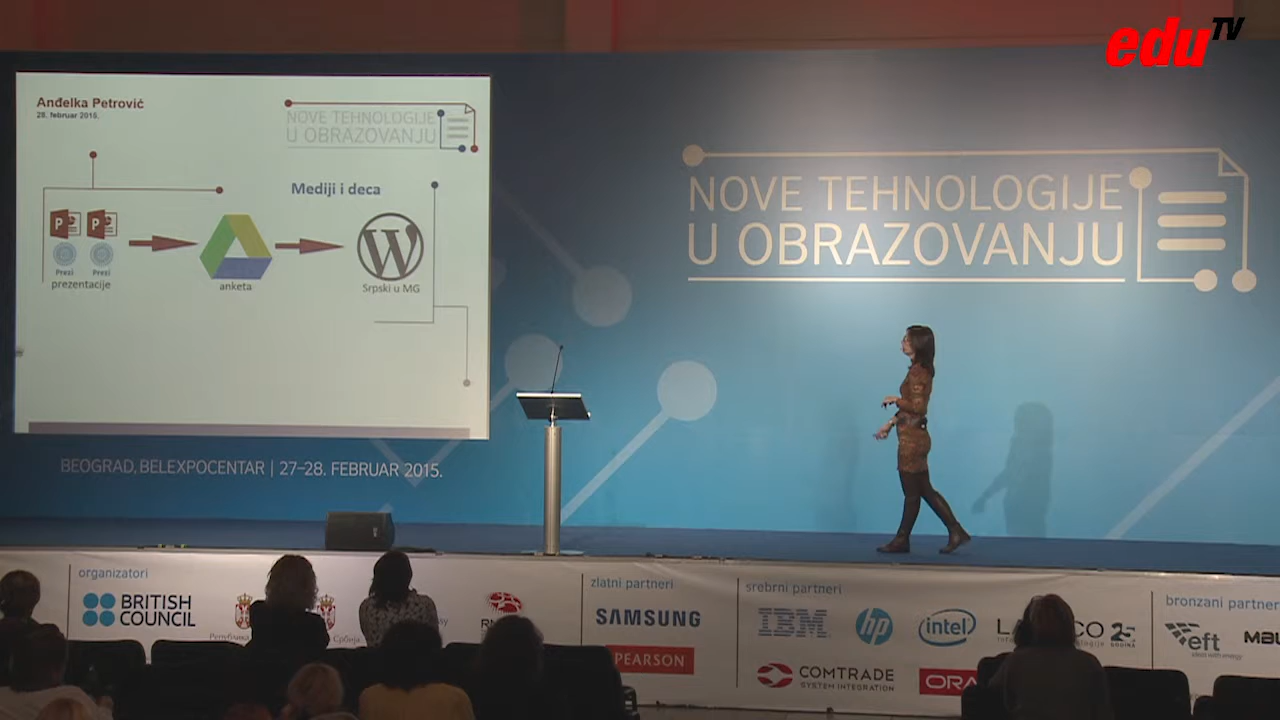 eduTV
Anđelka Petrović
28. februar 2015.
NOVE TEHNOLOGIJE
U OBRAZOVANJU
Mediji i deca
P P
Prezi Prezi
prezentacije
anketa
W
Srpski u MG
NOVE TEHNOLOGIJE
U OBRAZOVANJU
BEOGRAD, BELEXPOCENTAR | 27–28. FEBRUAR 2015.
organizatori
BRITISH
COUNCIL
zlatni partneri
SAMSUNG
PEARSON
srebrni partneri
IBM
hp
intel
COMTRADE
SYSTEM INTEGRATION
bronzani partneri
eft